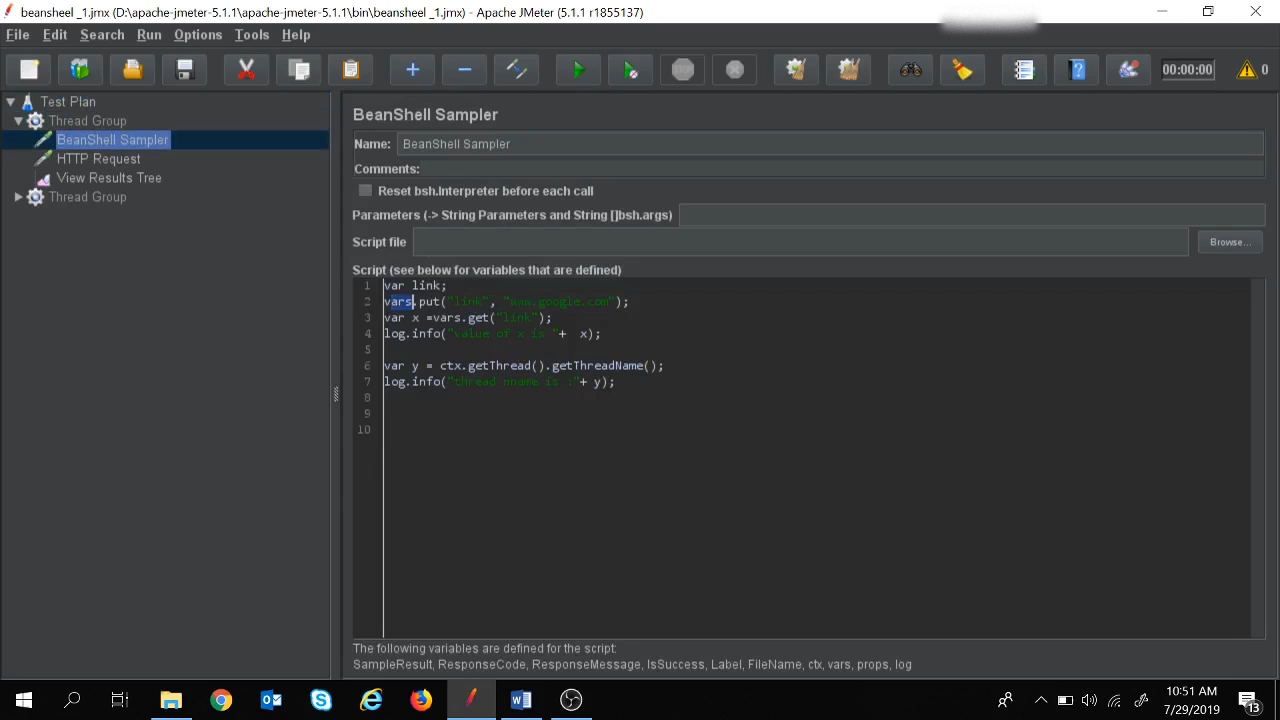 beansheel _1.jmx (D:\apache-jmeter-5.1.1\apache-jmeter-5.1.1\bin\beansheel _1.jmx) - Apache JMeter (5.1.1 r1855137)
File Edit Search Run Options Tools Help
00:00:00 0
Test Plan
Thread Group
BeanShell Sampler
HTTP Request
View Results Tree
Thread Group
BeanShell Sampler
Name: BeanShell Sampler
Comments:
Reset bsh.Interpreter before each call
Parameters (-> String Parameters and String []bsh.args)
Script file Browse...
Script (see below for variables that are defined)
1 var link;
2 vars.put("link", "www.google.com");
3 var x =vars.get("link");
4 log.info("value of x is "+ x);
5
6 var y = ctx.getThread().getThreadName();
7 log.info("thread nname is :"+ y);
8
9
10
The following variables are defined for the script:
SampleResult, ResponseCode, ResponseMessage, IsSuccess, Label, FileName, ctx, vars, props, log
10:51 AM
7/29/2019
13